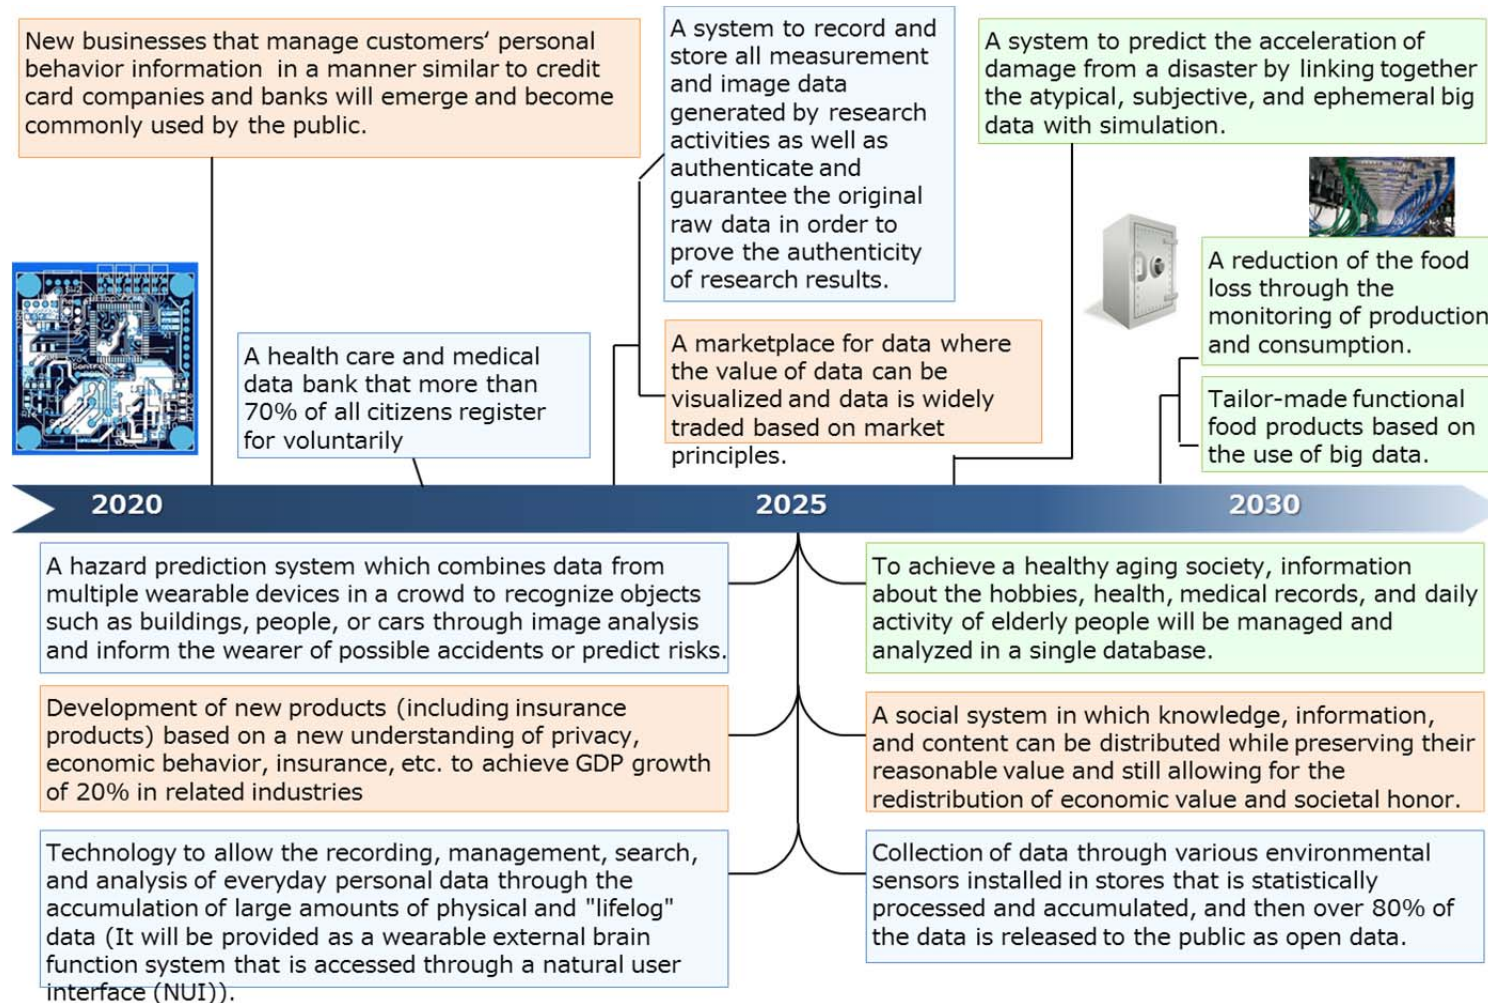 New businesses that manage customers‘ personal
behavior information in a manner similar to credit
card companies and banks will emerge and become
commonly used by the public.
A system to record and
store all measurement
and image data
generated by research
activities as well as
authenticate and
guarantee the original
raw data in order to
prove the authenticity
of research results.
A system to predict the acceleration of
damage from a disaster by linking together
the atypical, subjective, and ephemeral big
data with simulation.
A health care and medical
data bank that more than
70% of all citizens register
for voluntarily
A marketplace for data where
the value of data can be
visualized and data is widely
traded based on market
principles.
A reduction of the food
loss through the
monitoring of production
and consumption.
Tailor-made functional
food products based on
the use of big data.
2020
2025
2030
A hazard prediction system which combines data from
multiple wearable devices in a crowd to recognize objects
such as buildings, people, or cars through image analysis
and inform the wearer of possible accidents or predict risks.
To achieve a healthy aging society, information
about the hobbies, health, medical records, and daily
activity of elderly people will be managed and
analyzed in a single database.
Development of new products (including insurance
products) based on a new understanding of privacy,
economic behavior, insurance, etc. to achieve GDP growth
of 20% in related industries
A social system in which knowledge, information,
and content can be distributed while preserving their
reasonable value and still allowing for the
redistribution of economic value and societal honor.
Technology to allow the recording, management, search,
and analysis of everyday personal data through the
accumulation of large amounts of physical and "lifelog"
data (It will be provided as a wearable external brain
function system that is accessed through a natural user
interface (NUI)).
Collection of data through various environmental
sensors installed in stores that is statistically
processed and accumulated, and then over 80% of
the data is released to the public as open data.